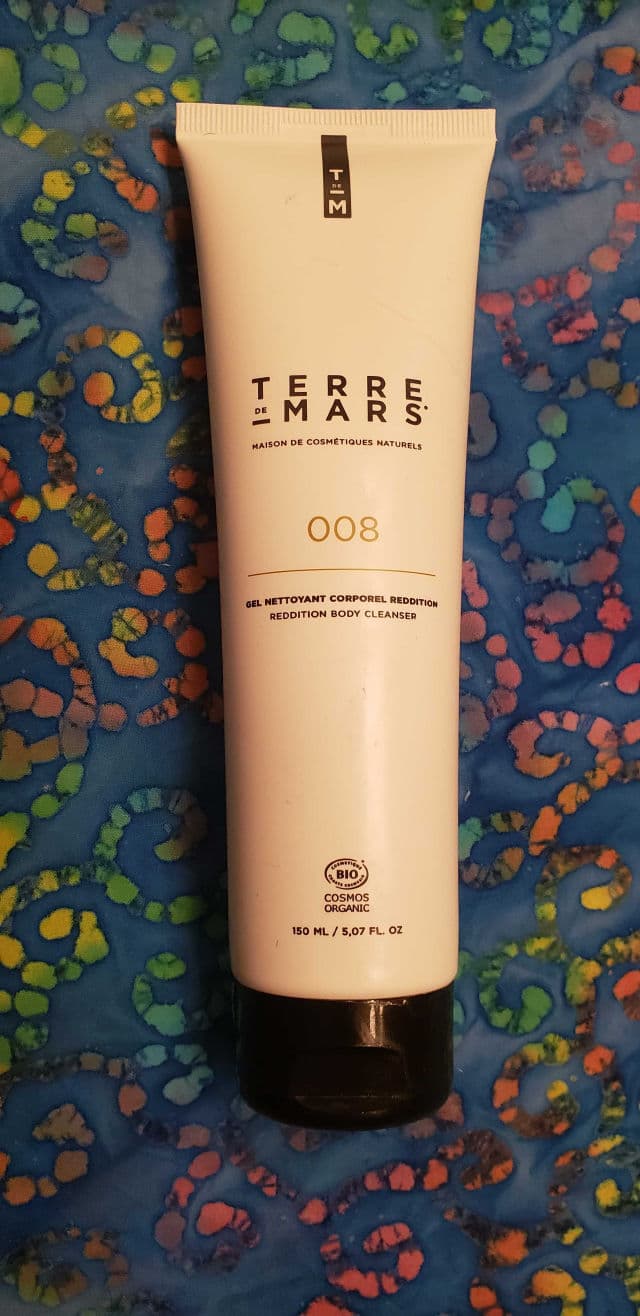 T
DE
M
TERRE
DE MARS
MAISON DE COSMÉTIQUES NATURELS
008
GEL NETTOYANT CORPOREL REDDITION
REDDITION BODY CLEANSER
COSMÉTIQUE
BIO
COSMOS
ORGANIC
150 ML / 5,07 FL. OZ